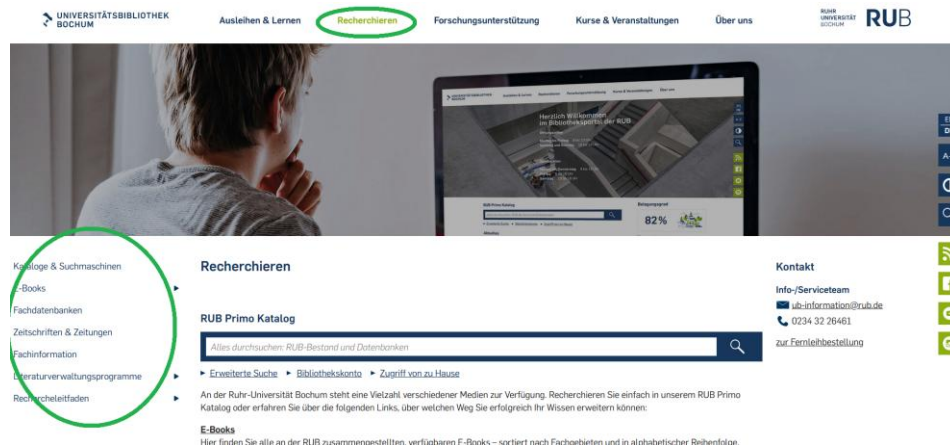 UNIVERSITÄTSBIBLIOTHEK
BOCHUM
Ausleihen & Lernen
Recherchieren
Forschungsunterstützung
Kurse & Veranstaltungen
Über uns
RUHR
UNIVERSITÄT
BOCHUM
RUB
Herzlich Willkommen
im Bibliotheksportal der RUB
RUB Primo Katalog
82%
A-
Kataloge & Suchmaschinen
E-Books
Fachdatenbanken
Zeitschriften & Zeitungen
Fachinformation
Literaturverwaltungsprogramme
Rechercheleitfaden
Recherchieren
RUB Primo Katalog
Alles durchsuchen: RUB-Bestand und Datenbanken
Erweiterte Suche
Bibliothekskonto
Zugriff von zu Hause
An der Ruhr-Universität Bochum steht eine Vielzahl verschiedener Medien zur Verfügung. Recherchieren Sie einfach in unserem RUB Primo
Katalog oder erfahren Sie über die folgenden Links, über welchen Weg Sie erfolgreich Ihr Wissen erweitern können:
E-Books
Hier finden Sie alle an der RUB zusammengestellten, verfügbaren E-Books – sortiert nach Fachgebieten und in alphabetischer Reihenfolge.
Kontakt
Info-/Serviceteam
ub-information@rub.de
0234 32 26461
zur Fernleihbestellung